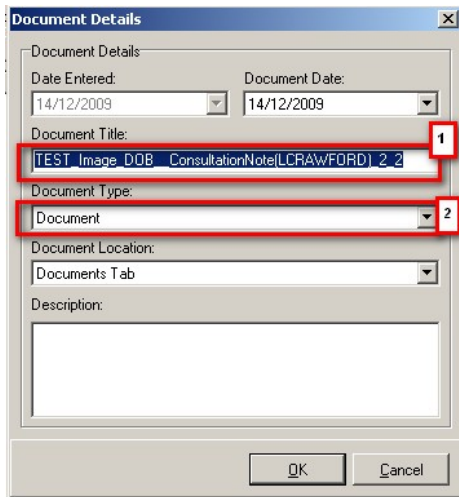 Document Details
Document Details
Date Entered: Document Date:
14/12/2009 14/12/2009
Document Title:
1
TEST_Image_DOB__ConsultationNote(LCRAWFORD)_2_2
Document Type:
Document
2
Document Location:
Documents Tab
Description:
OK Cancel